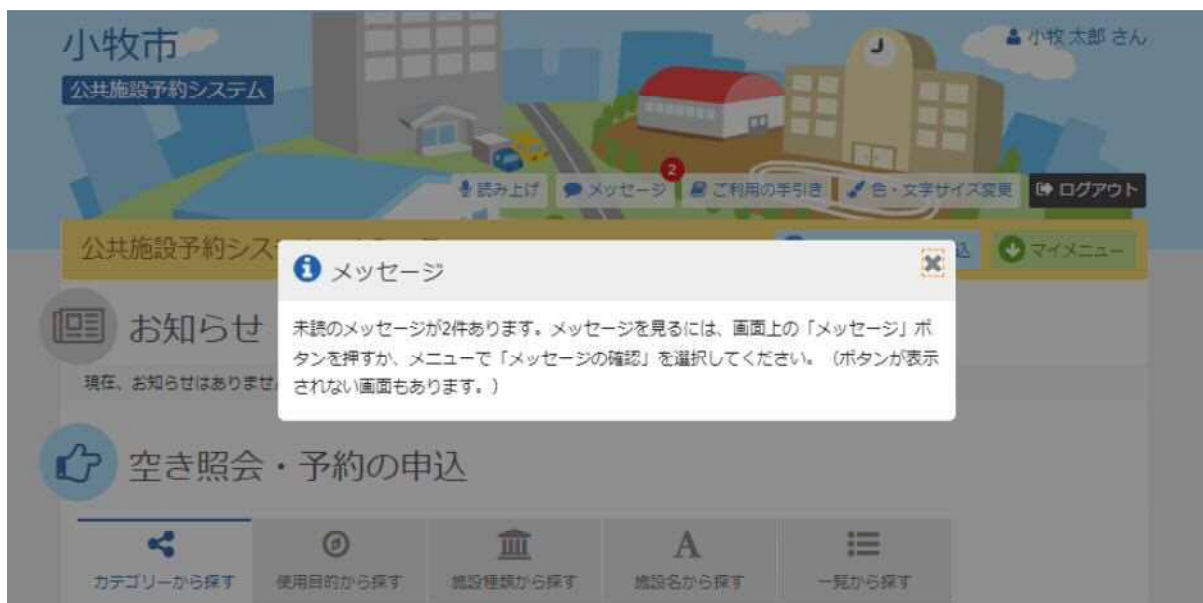 小牧市
小牧 太郎 さん
公共施設予約システム
読み上げ
メッセージ
2
ご利用の手引き
色・文字サイズ変更
ログアウト
公共施設予約シス
込
マイメニュー
メッセージ
お知らせ
未読のメッセージが2件あります。メッセージを見るには、画面上の「メッセージ」ボ
タンを押すか、メニューで「メッセージの確認」を選択してください。（ボタンが表示
されない画面もあります。）
現在、お知らせはありませ
空き照会・予約の申込
カテゴリーから探す
使用目的から探す
施設種類から探す
A
施設名から探す
一覧から探す